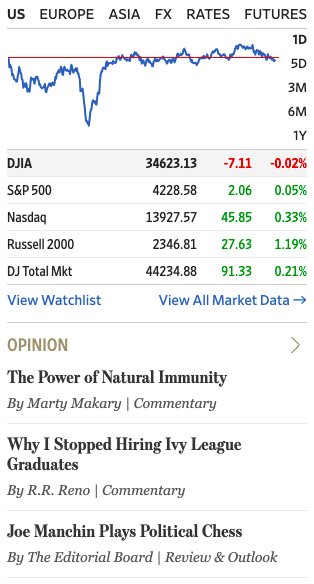 US EUROPE ASIA FX RATES FUTURES
1D
5D
3M
6M
1Y
DJIA 34623.13 -7.11 -0.02%
S&P 500 4228.58 2.06 0.05%
Nasdaq 13927.57 45.85 0.33%
Russell 2000 2346.81 27.63 1.19%
DJ Total Mkt 44234.88 91.33 0.21%
View Watchlist View All Market Data →
OPINION
The Power of Natural Immunity
By Marty Makary | Commentary
Why I Stopped Hiring Ivy League
Graduates
By R.R. Reno | Commentary
Joe Manchin Plays Political Chess
By The Editorial Board | Review & Outlook